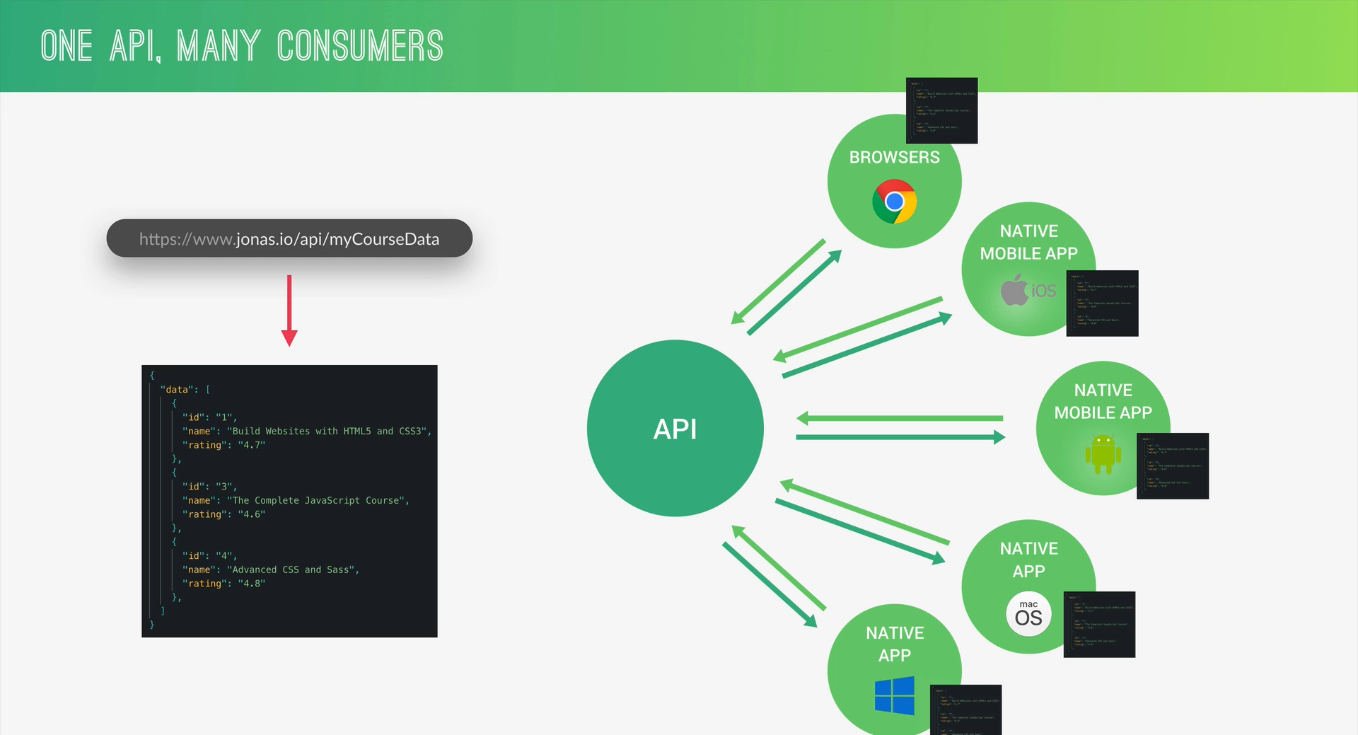 ONE API, MANY CONSUMERS
https://www.jonas.io/api/myCourseData
{
"data": [
{
"id": "1",
"name": "Build Websites with HTML5 and CSS3",
"rating": "4.7"
},
{
"id": "3",
"name": "The Complete JavaScript Course",
"rating": "4.6"
},
{
"id": "4",
"name": "Advanced CSS and Sass",
"rating": "4.8"
},
]
}
API
BROWSERS
NATIVE
MOBILE APP
iOS
NATIVE
MOBILE APP
NATIVE
APP
mac
OS
NATIVE
APP